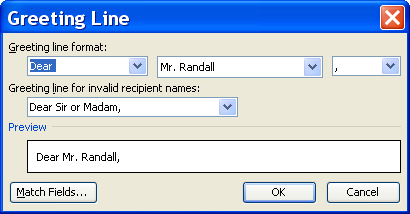 Greeting Line
Greeting line format:
Dear Mr. Randall ,
Greeting line for invalid recipient names:
Dear Sir or Madam,
Preview
Dear Mr. Randall,
Match Fields... OK Cancel